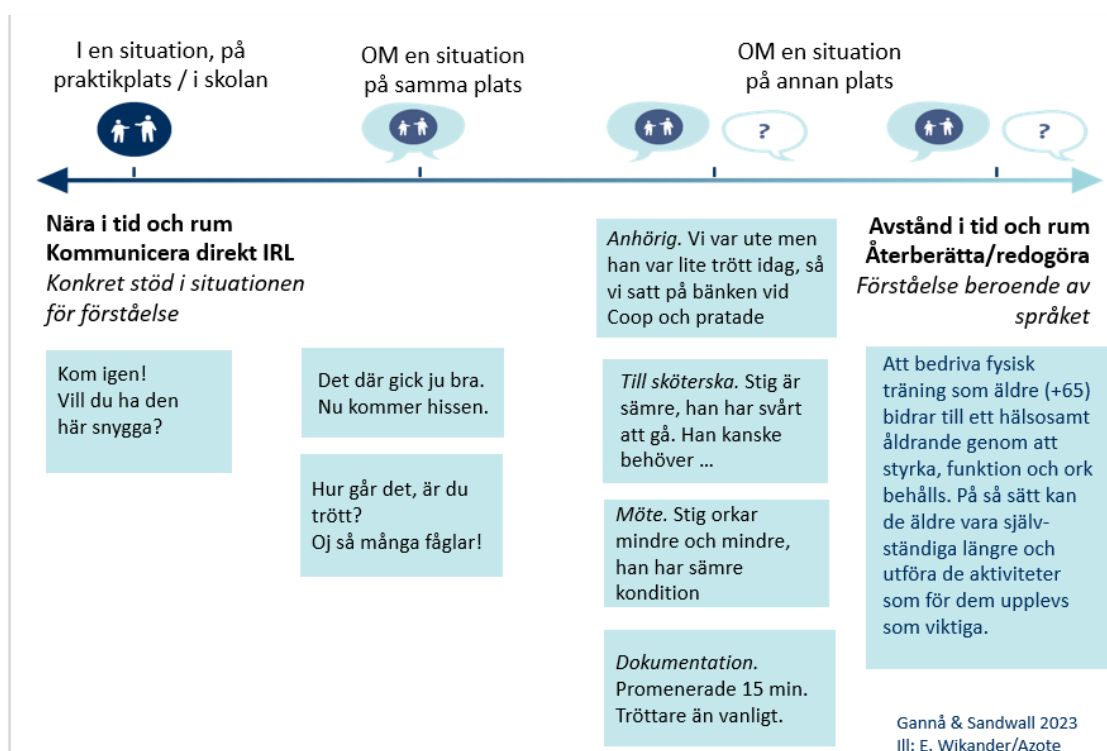 I en situation, på
praktikplats / i skolan
OM en situation
på samma plats
OM en situation
på annan plats
?
?
Nära i tid och rum
Kommunicera direkt IRL
Konkret stöd i situationen
för förståelse
Avstånd i tid och rum
Återberätta/redogöra
Förståelse beroende av
språket
Kom igen!
Vill du ha den
här snygga?
Det där gick ju bra.
Nu kommer hissen.
Hur går det, är du
trött?
Oj så många fåglar!
Anhörig. Vi var ute men
han var lite trött idag, så
vi satt på bänken vid
Coop och pratade
Till sköterska. Stig är
sämre, han har svårt
att gå. Han kanske
behöver …
Möte. Stig orkar
mindre och mindre,
han har sämre
kondition
Dokumentation.
Promenerade 15 min.
Tröttare än vanligt.
Att bedriva fysisk
träning som äldre (+65)
bidrar till ett hälsosamt
åldrande genom att
styrka, funktion och ork
behålls. På så sätt kan
de äldre vara själv-
ständiga längre och
utföra de aktiviteter
som för dem upplevs
som viktiga.
Gannå & Sandwall 2023
Ill: E. Wikander/Azote